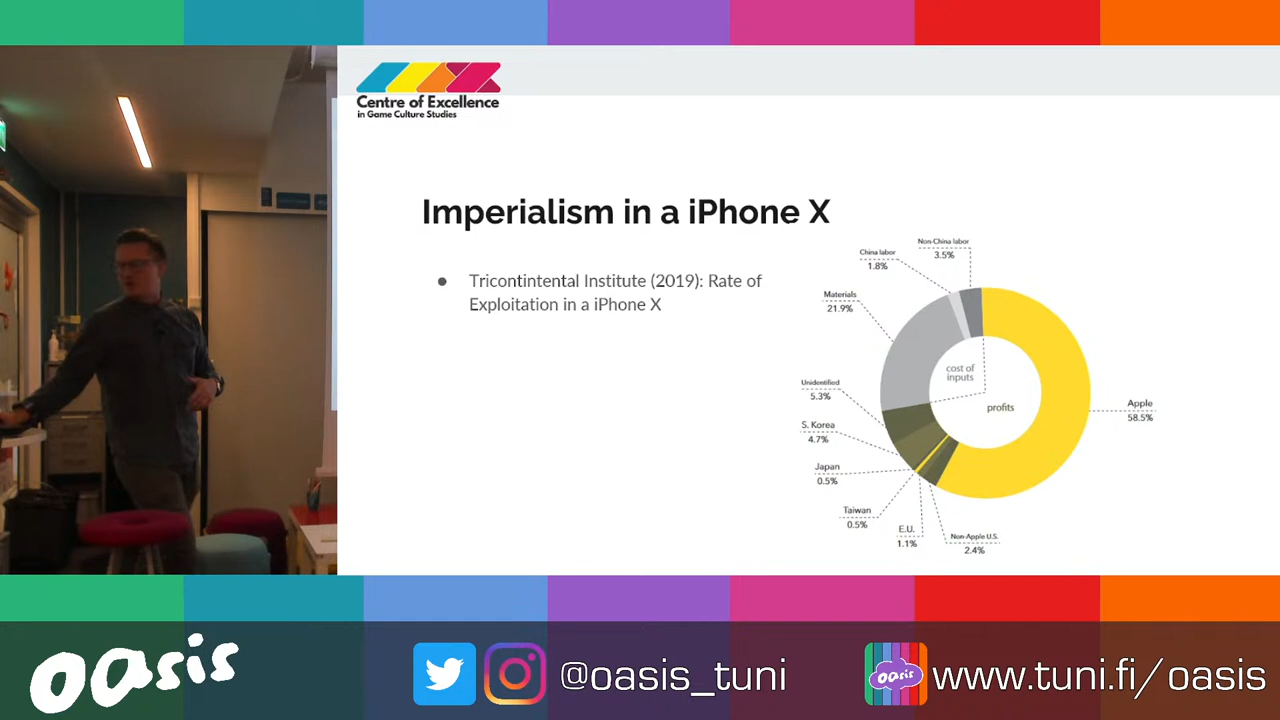 Centre of Excellence
in Game Culture Studies
Imperialism in a iPhone X
● Tricontintental Institute (2019): Rate of
Exploitation in a iPhone X
Non-China labor
3.5%
China labor
1.8%
Materials
21.9%
Unidentified
5.3%
S. Korea
4.7%
Japan
0.5%
Taiwan
0.5%
E.U.
1.1%
Non-Apple U.S.
2.4%
Apple
58.5%
cost of
inputs
profits
oasis
@oasis_tuni
oasis
www.tuni.fi/oasis